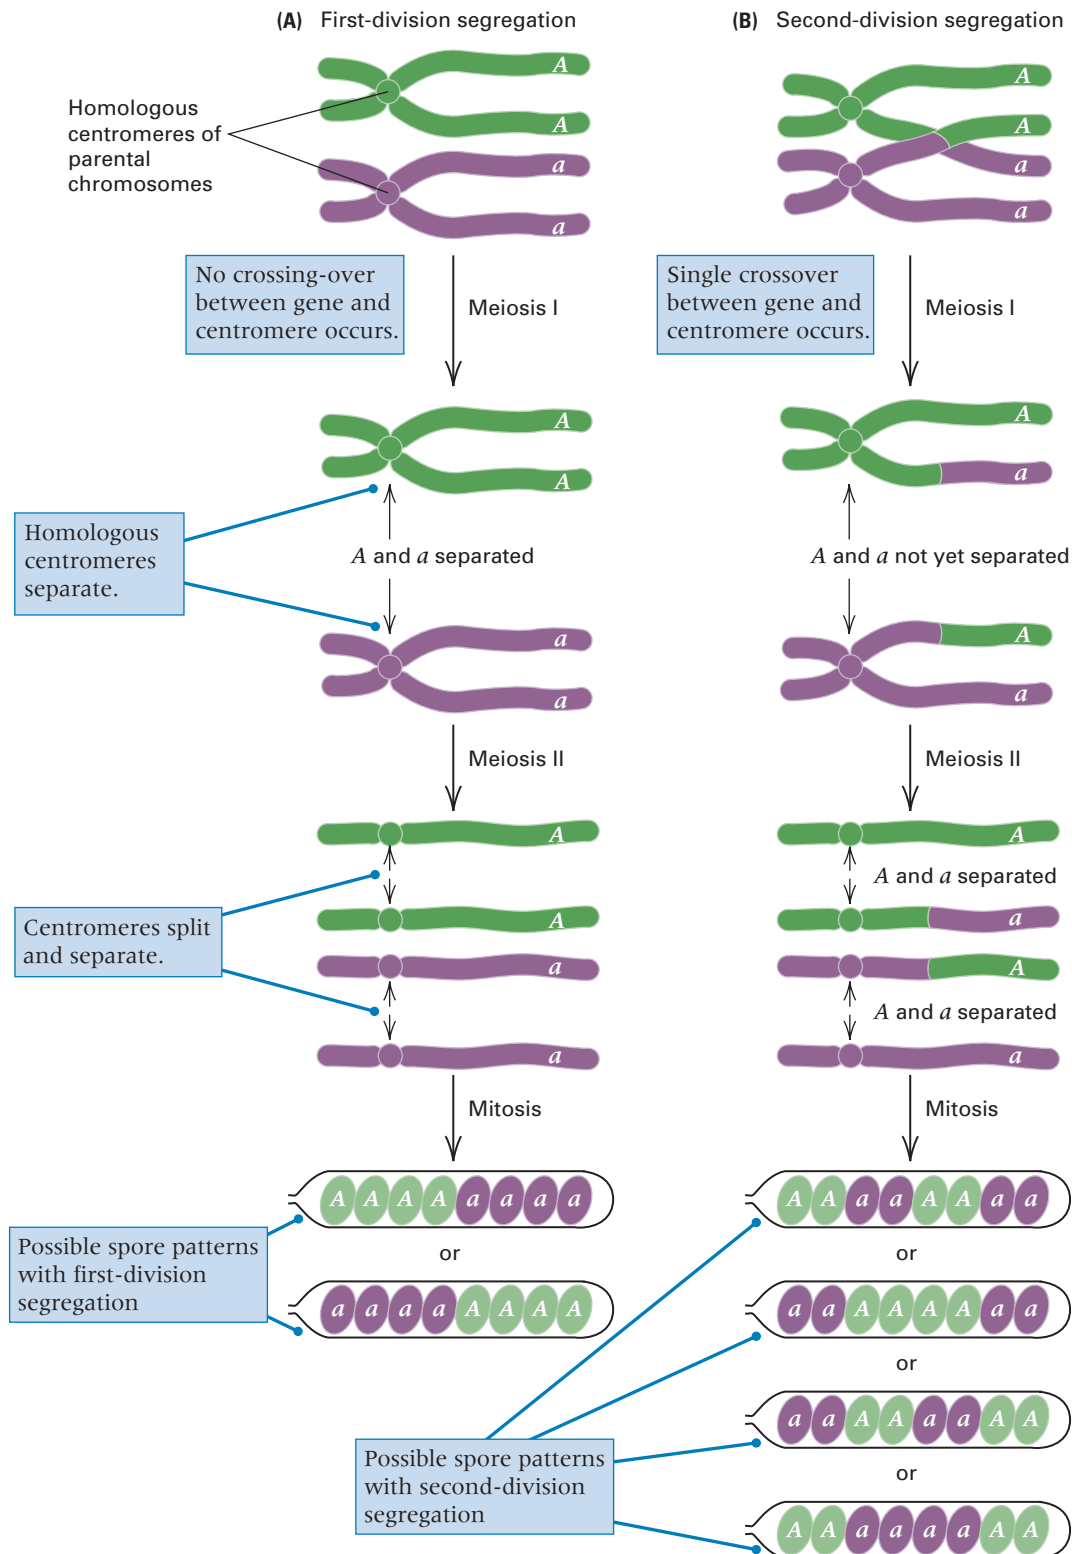 (A) First-division segregation
(B) Second-division segregation
A
A
a
a
A
A
a
a
Homologous
centromeres of
parental
chromosomes
No crossing-over
between gene and
centromere occurs.
Meiosis I
Single crossover
between gene and
centromere occurs.
Meiosis I
A
A
A
a
Homologous
centromeres
separate.
A and a separated
A and a not yet separated
a
a
A
a
Meiosis II
Meiosis II
A
A
A and a separated
Centromeres split
and separate.
A
a
a
A
A and a separated
a
a
Mitosis
Mitosis
A A A A a a a a
A A a a A A a a
Possible spore patterns
with first-division
segregation
or
or
a a a a A A A A
a a A A A A a a
or
a a A A a a A A
Possible spore patterns
with second-division
segregation
or
A A a a a a A A